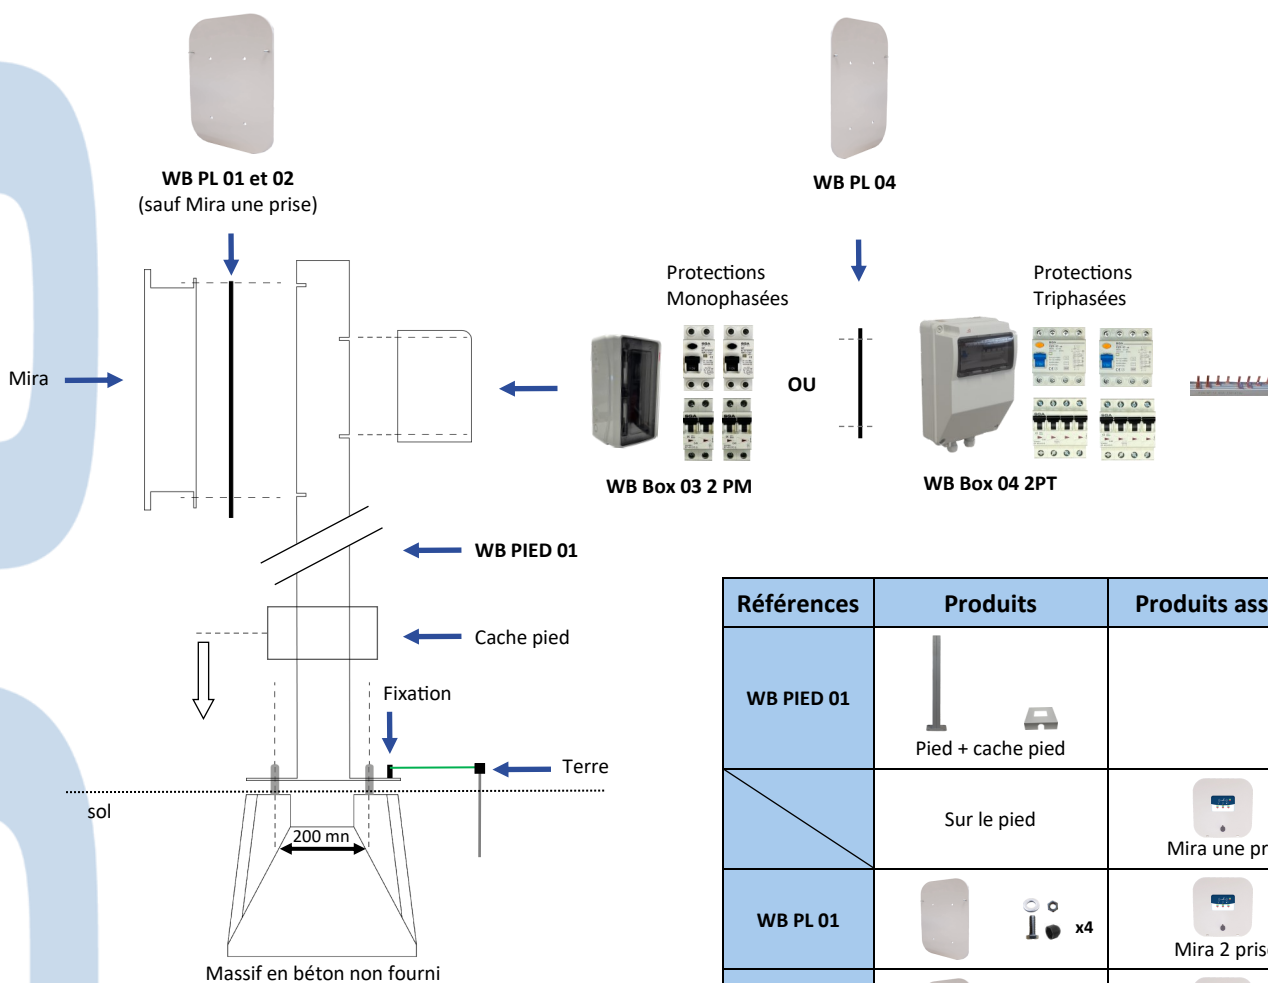 WB PL 01 et 02
(sauf Mira une prise)
WB PL 04
Protections
Monophasées
Protections
Triphasées
Mira
OU
WB Box 03 2 PM
WB Box 04 2PT
WB PIED 01
Cache pied
Fixation
Terre
sol
200 mn
Massif en béton non fourni
Références
Produits
Produits ass
WB PIED 01
Pied + cache pied
Sur le pied
Mira une pr
WB PL 01
x4
Mira 2 pris